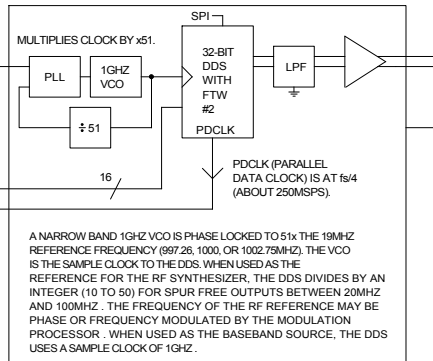 SPI
MULTIPLIES CLOCK BY x51.
PLL
1GHZ
VCO
32-BIT
DDS
WITH
FTW
#2
PDCLK
LPF
÷ 51
16
PDCLK (PARALLEL
DATA CLOCK) IS AT fs/4
(ABOUT 250MSPS).
A NARROW BAND 1GHZ VCO IS PHASE LOCKED TO 51x THE 19MHZ
REFERENCE FREQUENCY (997.26, 1000, OR 1002.75MHZ). THE VCO
IS THE SAMPLE CLOCK TO THE DDS. WHEN USED AS THE
REFERENCE FOR THE RF SYNTHESIZER, THE DDS DIVIDES BY AN
INTEGER (10 TO 50) FOR SPUR FREE OUTPUTS BETWEEN 20MHZ
AND 100MHZ . THE FREQUENCY OF THE RF REFERENCE MAY BE
PHASE OR FREQUENCY MODULATED BY THE MODULATION
PROCESSOR . WHEN USED AS THE BASEBAND SOURCE, THE DDS
USES A SAMPLE CLOCK OF 1GHZ .